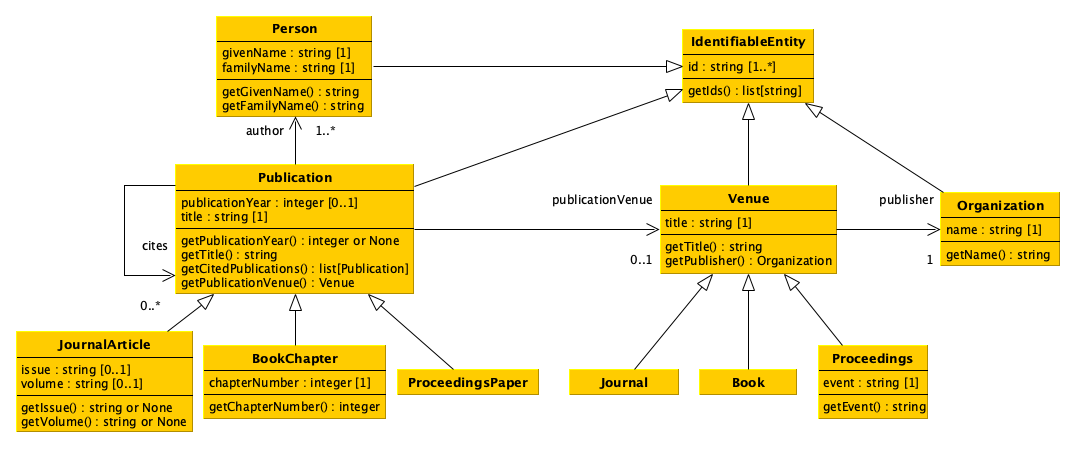 Person
givenName : string [1]
familyName : string [1]
getGivenName() : string
getFamilyName() : string
IdentifiableEntity
id : string [1..*]
getIds() : list[string]
author
1..*
Publication
publicationYear : integer [0..1]
title : string [1]
getPublicationYear() : integer or None
getTitle() : string
getCitedPublications() : list[Publication]
getPublicationVenue() : Venue
cites
0..*
publicationVenue
0..1
Venue
title : string [1]
getTitle() : string
getPublisher() : Organization
publisher
1
Organization
name : string [1]
getName() : string
JournalArticle
issue : string [0..1]
volume : string [0..1]
getIssue() : string or None
getVolume() : string or None
BookChapter
chapterNumber : integer [1]
getChapterNumber() : integer
ProceedingsPaper
Journal
Book
Proceedings
event : string [1]
getEvent() : string